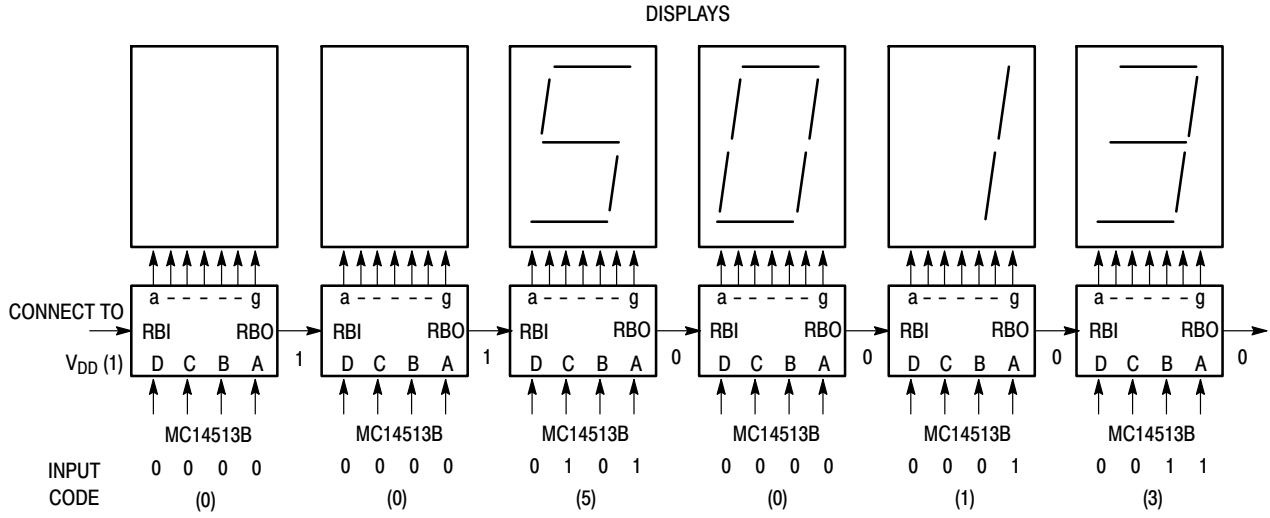 DISPLAYS
a - - - - - g a - - - - - g a - - - - - g a - - - - - g a - - - - - g a - - - - - g
CONNECT TO
RBI RBO RBI RBO RBI RBO RBI RBO RBI RBO RBI RBO
VDD (1) D C B A 1 D C B A 1 D C B A 0 D C B A 0 D C B A 0 D C B A 0
MC14513B MC14513B MC14513B MC14513B MC14513B MC14513B
INPUT 0 0 0 0 0 0 0 0 0 1 0 1 0 0 0 0 0 0 0 1 0 0 1 1
CODE (0) (0) (5) (0) (1) (3)